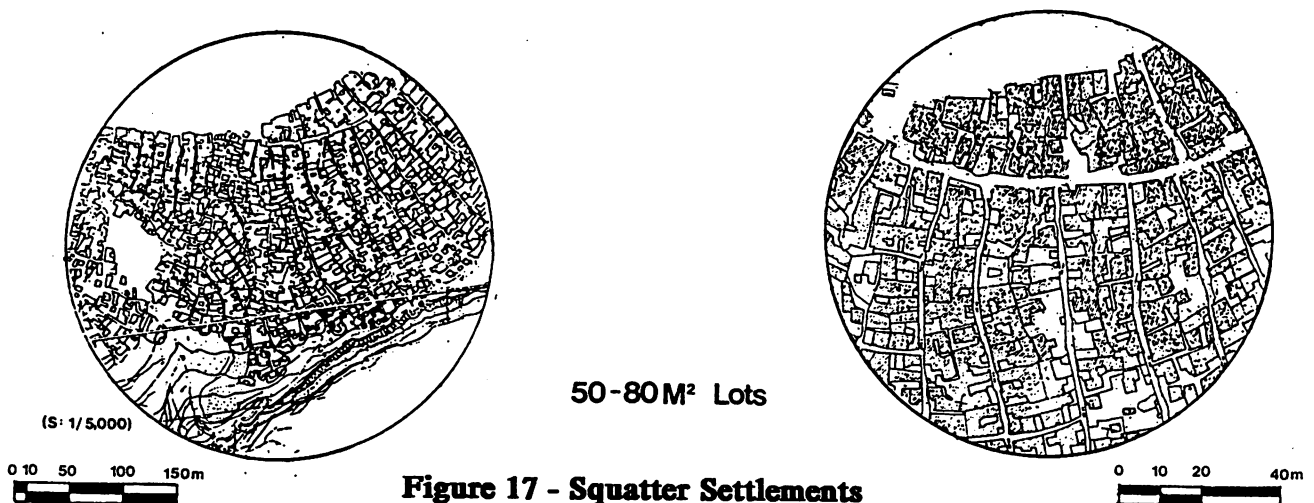 50-80M² Lots
(S: 1/5.000)
0 10 50 100 150m
0 10 20 40m
Figure 17 - Squatter Settlements